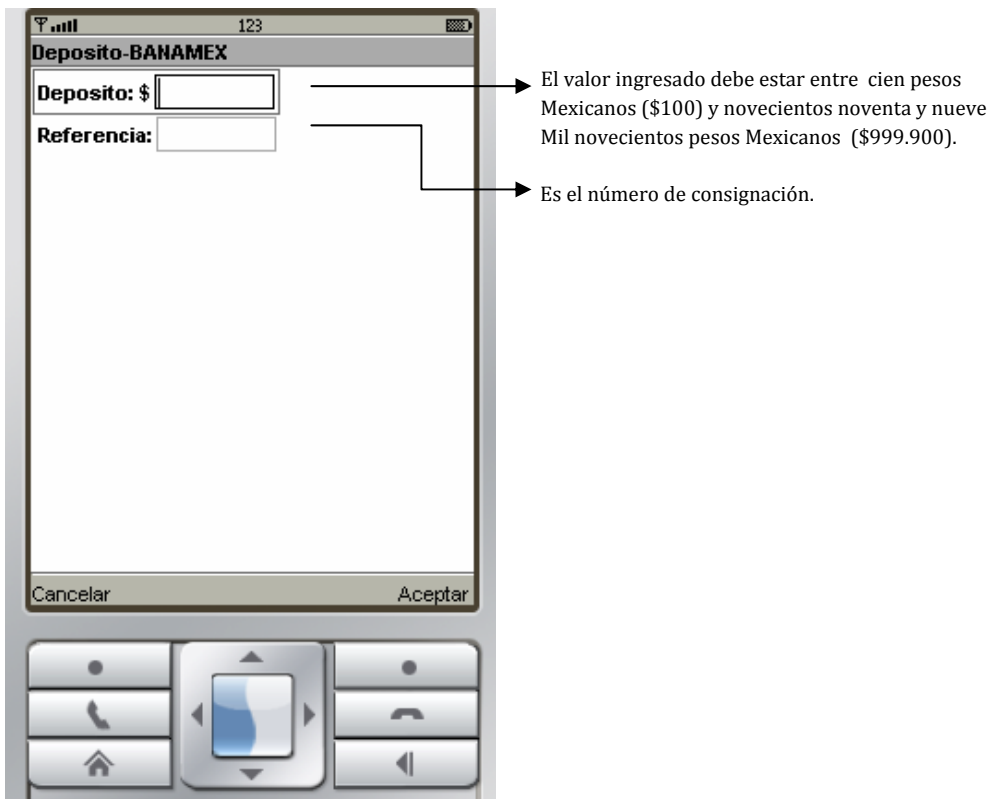 123
Deposito-BANAMEX
Deposito: $
Referencia:
El valor ingresado debe estar entre cien pesos
Mexicanos ($100) y novecientos noventa y nueve
Mil novecientos pesos Mexicanos ($999.900).
Es el número de consignación.
Cancelar Aceptar